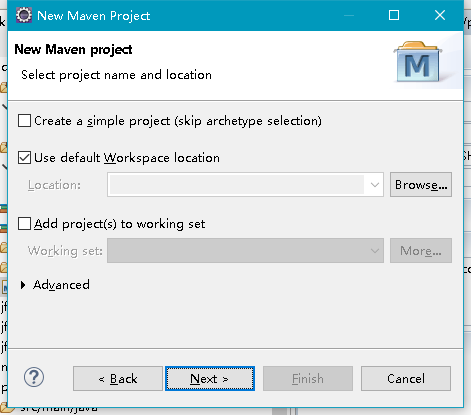 New Maven Project
New Maven project
Select project name and location
M
Create a simple project (skip archetype selection)
Use default Workspace location
Location:
Browse...
Add project(s) to working set
Working set:
More...
Advanced
?
< Back
Next >
Finish
Cancel
src/main/java